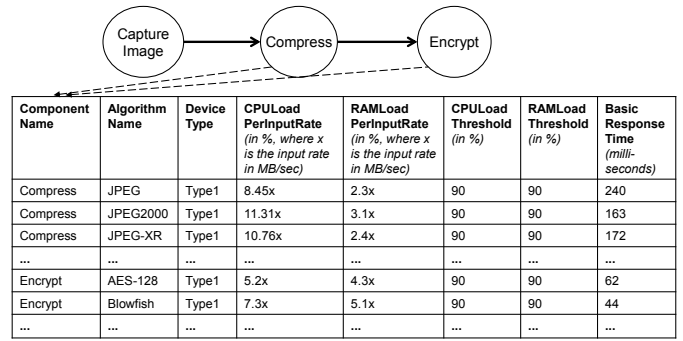 Capture
Image
Compress
Encrypt
Component Name Algorithm Name Device Type CPULoad PerInputRate (in %, where x is the input rate in MB/sec) RAMLoad PerInputRate (in %, where x is the input rate in MB/sec) CPULoad Threshold (in %) RAMLoad Threshold (in %) Basic Response Time (milli-seconds)
Compress JPEG Type1 8.45x 2.3x 90 90 240
Compress JPEG2000 Type1 11.31x 3.1x 90 90 163
Compress JPEG-XR Type1 10.76x 2.4x 90 90 172
... ... ... ... ... ... ... ...
Encrypt AES-128 Type1 5.2x 4.3x 90 90 62
Encrypt Blowfish Type1 7.3x 5.1x 90 90 44
... ... ... ... ... ... ... ...